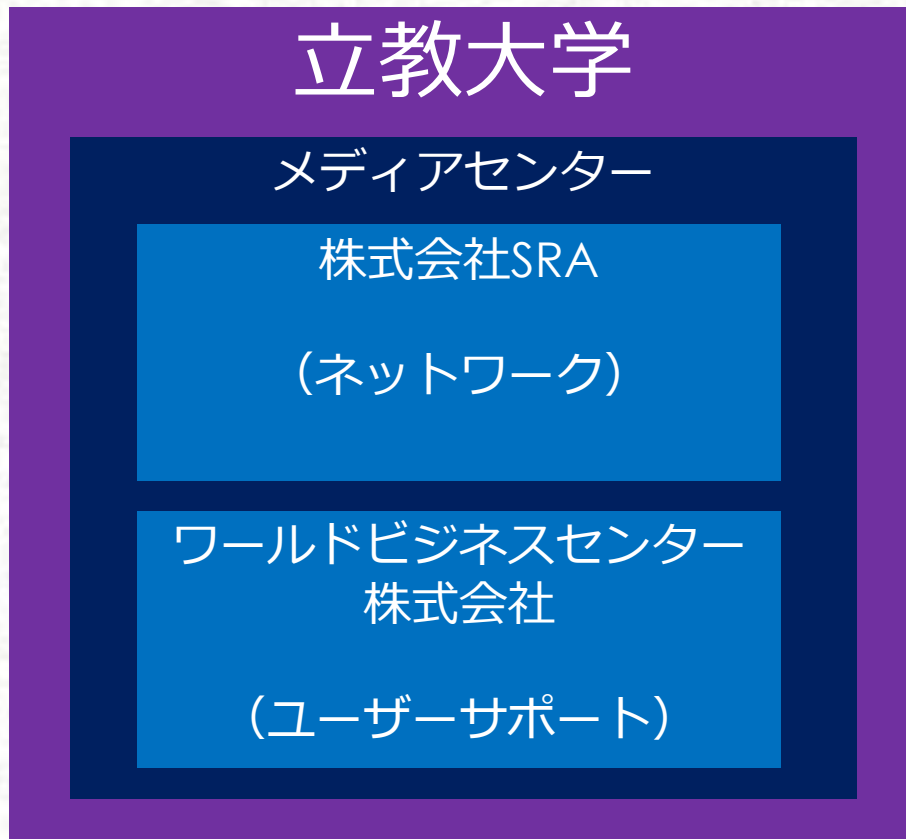 立教大学
メディアセンター
株式会社SRA
（ネットワーク）
ワールドビジネスセンター
株式会社
（ユーザーサポート）